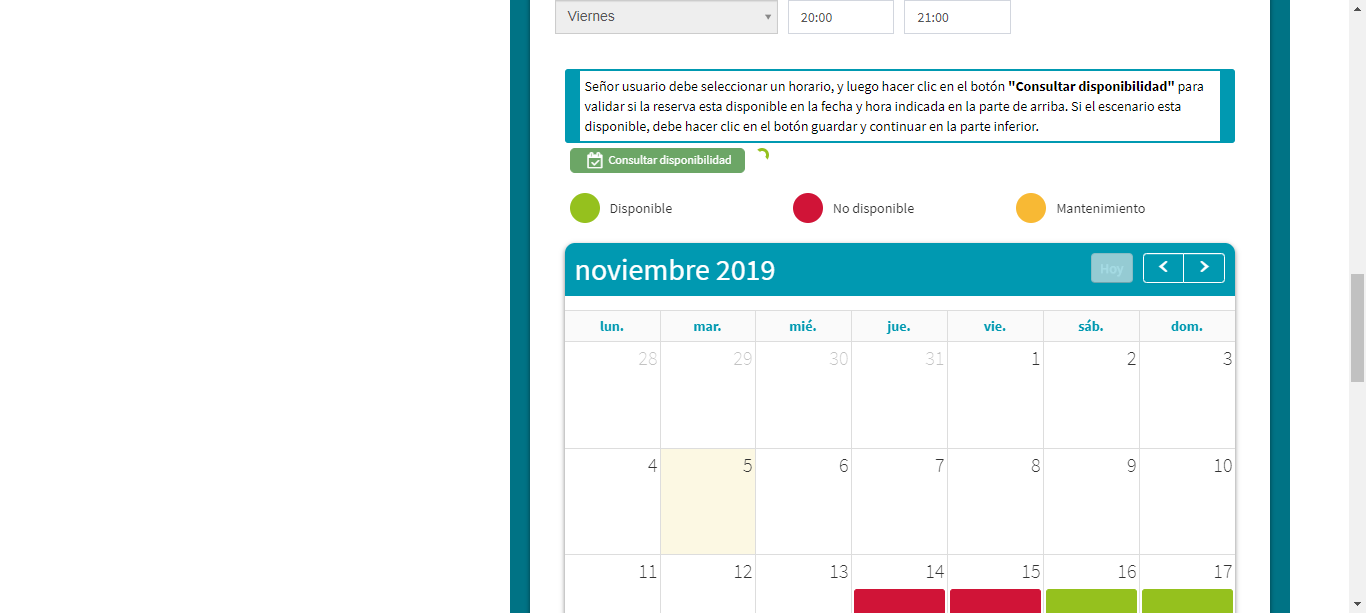 Viernes 20:00 21:00
Señor usuario debe seleccionar un horario, y luego hacer clic en el botón "Consultar disponibilidad" para
validar si la reserva esta disponible en la fecha y hora indicada en la parte de arriba. Si el escenario esta
disponible, debe hacer clic en el botón guardar y continuar en la parte inferior.
Consultar disponibilidad
Disponible No disponible Mantenimiento
noviembre 2019 Hoy
lun. mar. mié. jue. vie. sáb. dom.
28 29 30 31 1 2 3
4 5 6 7 8 9 10
11 12 13 14 15 16 17